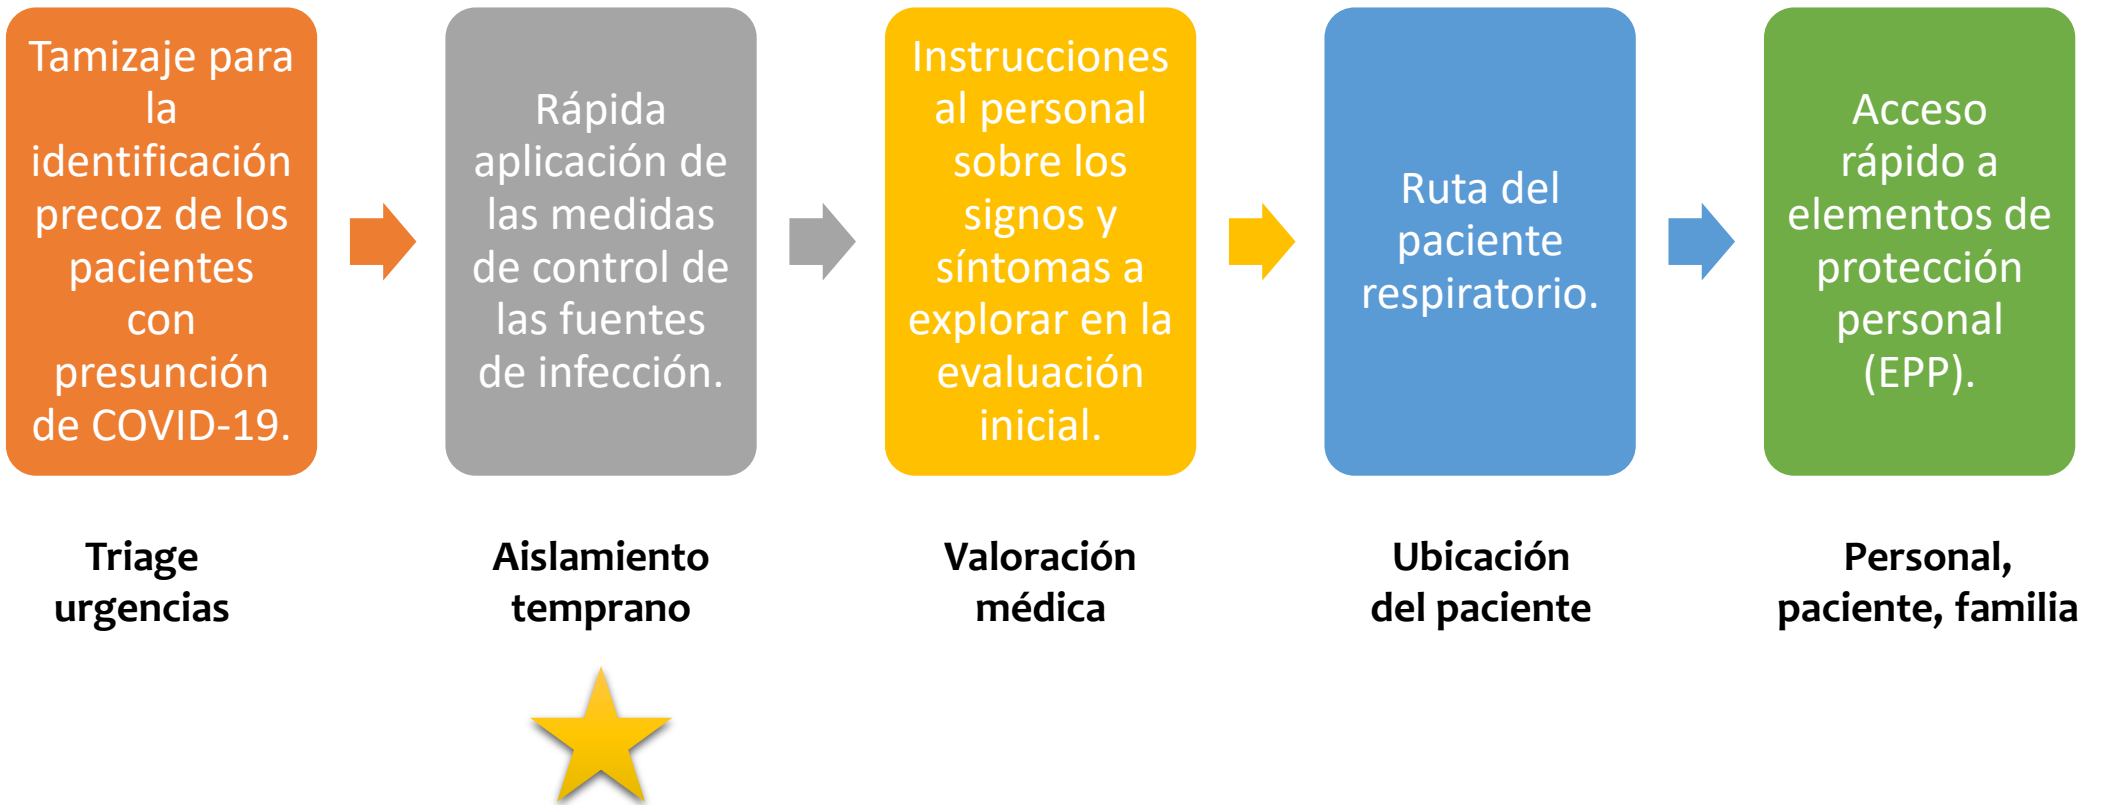 Tamizaje para
la
identificación
precoz de los
pacientes
con
presunción
de COVID-19.
Rápida
aplicación de
las medidas
de control de
las fuentes
de infección.
Instrucciones
al personal
sobre los
signos y
síntomas a
explorar en la
evaluación
inicial.
Ruta del
paciente
respiratorio.
Acceso
rápido a
elementos de
protección
personal
(EPP).
Triage
urgencias
Aislamiento
temprano
Valoración
médica
Ubicación
del paciente
Personal,
paciente, familia